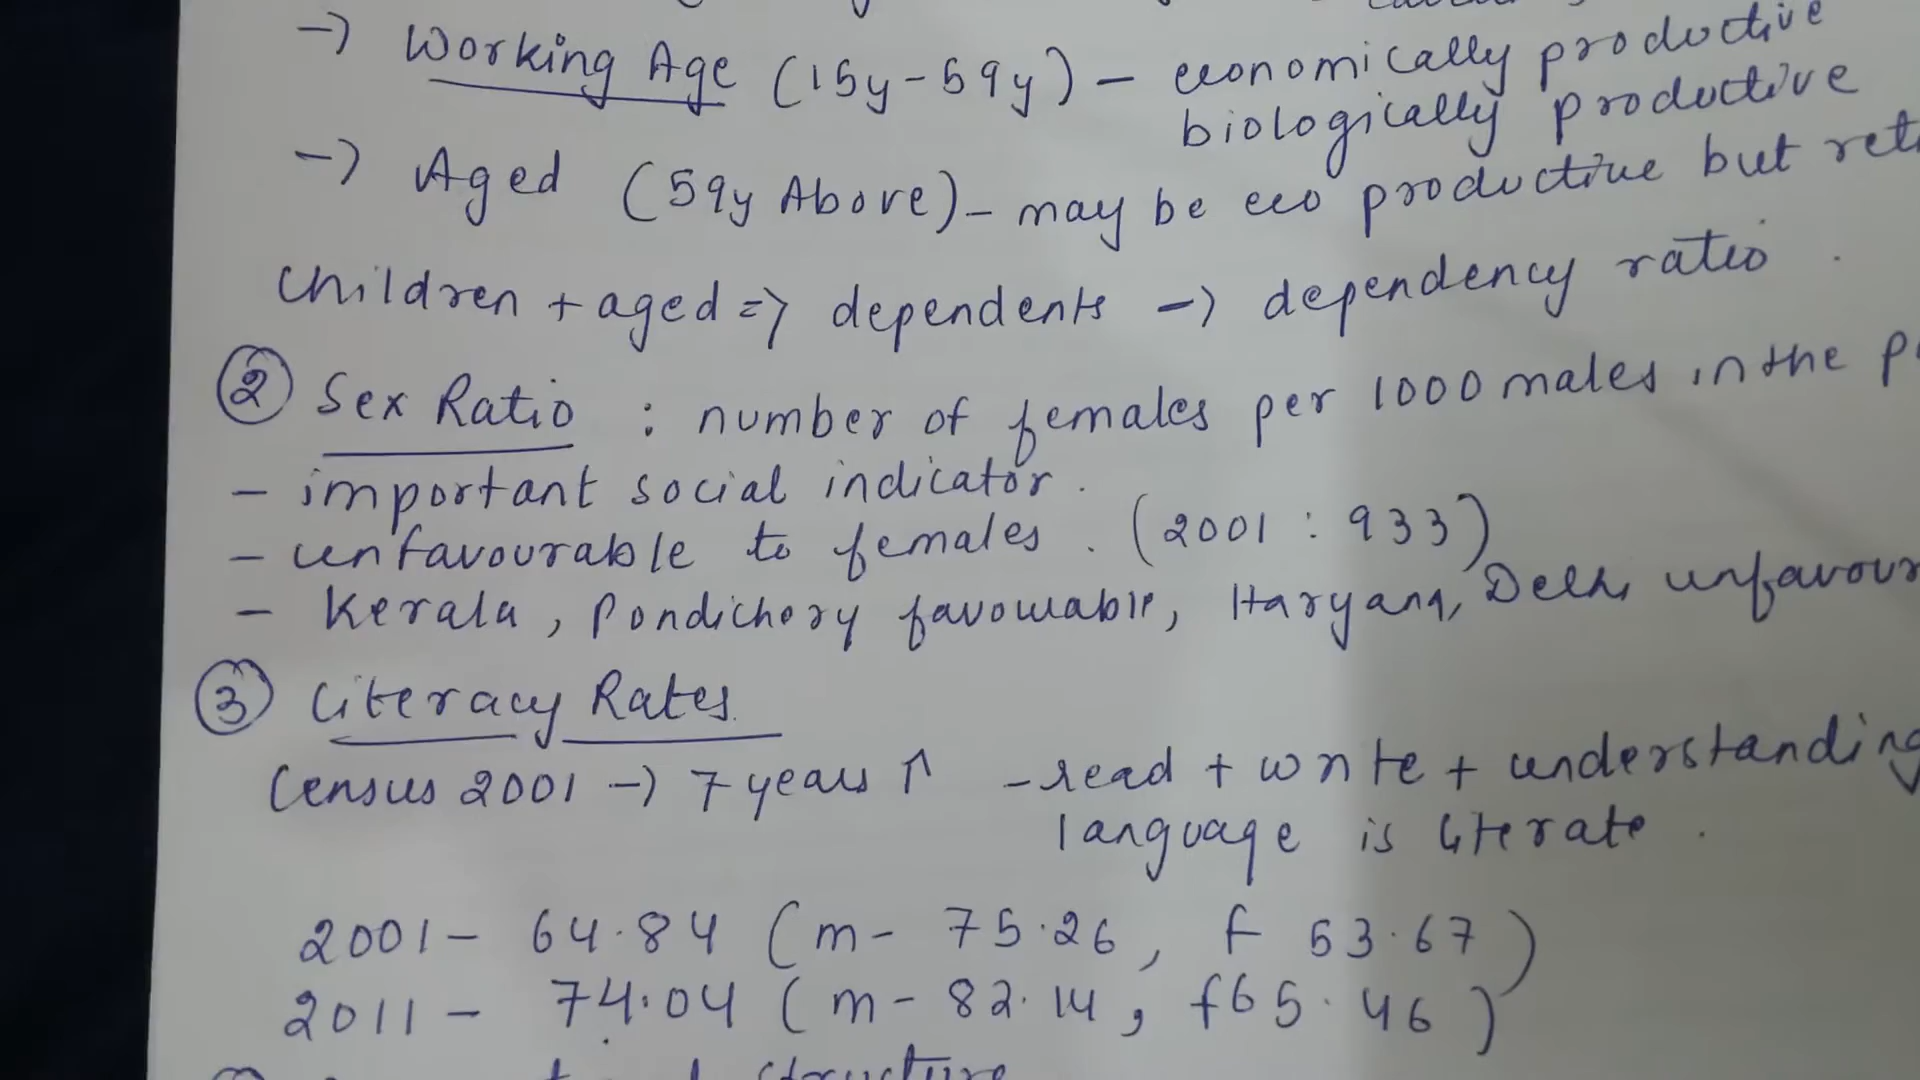 → Working Age (15y-59y) - economically productive
biologically productive
→ Aged (59y Above) - may be eco productive but
Children + aged => dependents → dependency ratio .
② Sex Ratio : number of females per 1000 males in the
- important social indicator .
- unfavourable to females . (2001 : 933)
- Kerala , Pondichery favourable, Haryana, Delhi
③ Literacy Rates
Census 2001 → 7 years ↑ - read + write + understanding
language is literate .
2001 - 64.84 (m - 75.26, f 53.67)
2011 - 74.04 (m - 82.14, f 65.46)
structure